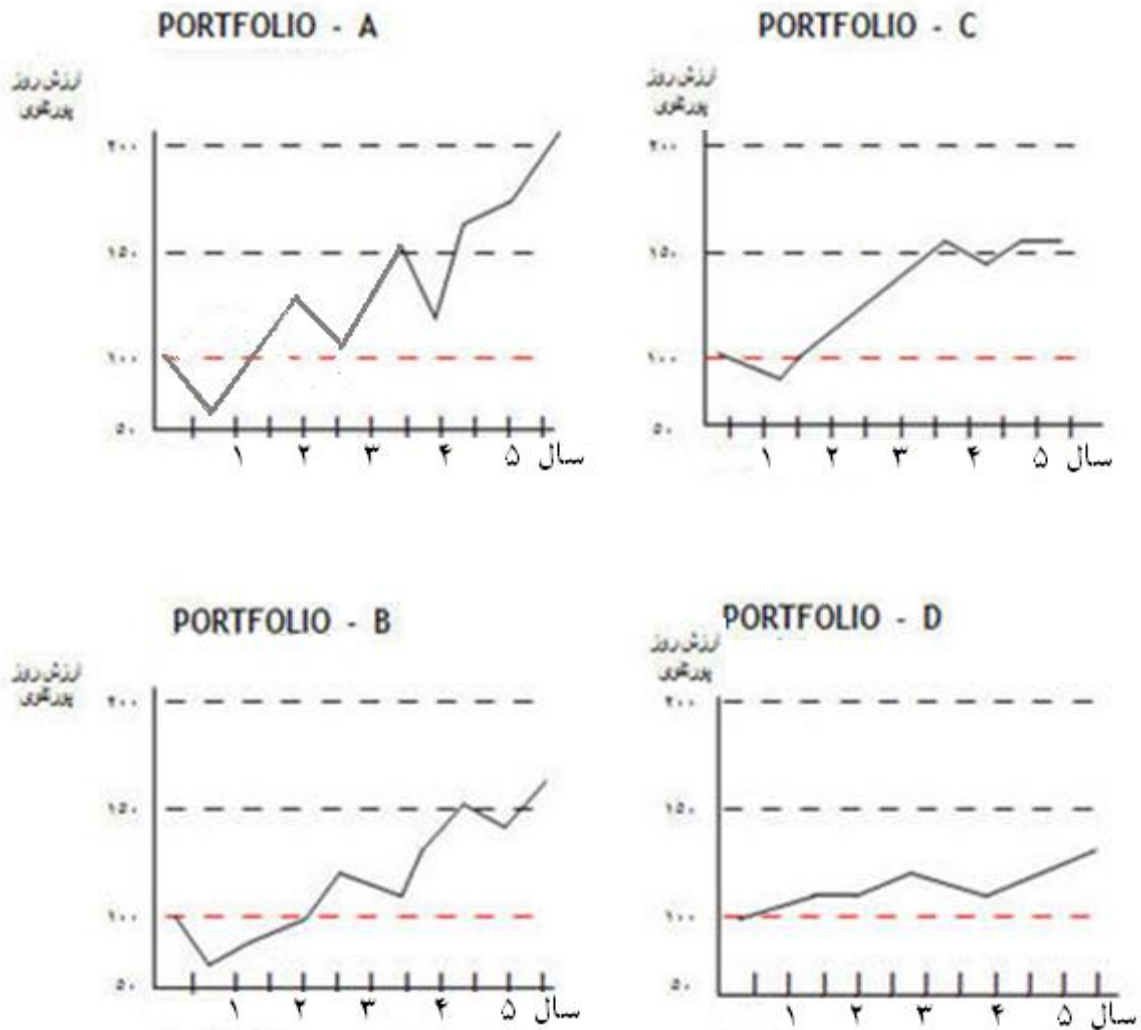 PORTFOLIO - A
ارزش روز
پورتفوی
۲۰۰
۱۵۰
۱۰۰
۵۰
۱ ۲ ۳ ۴ ۵ سال
PORTFOLIO - C
ارزش روز
پورتفوی
۲۰۰
۱۵۰
۱۰۰
۵۰
۱ ۲ ۳ ۴ ۵ سال
PORTFOLIO - B
ارزش روز
پورتفوی
۲۰۰
۱۵۰
۱۰۰
۵۰
۱ ۲ ۳ ۴ ۵ سال
PORTFOLIO - D
ارزش روز
پورتفوی
۲۰۰
۱۵۰
۱۰۰
۵۰
۱ ۲ ۳ ۴ ۵ سال